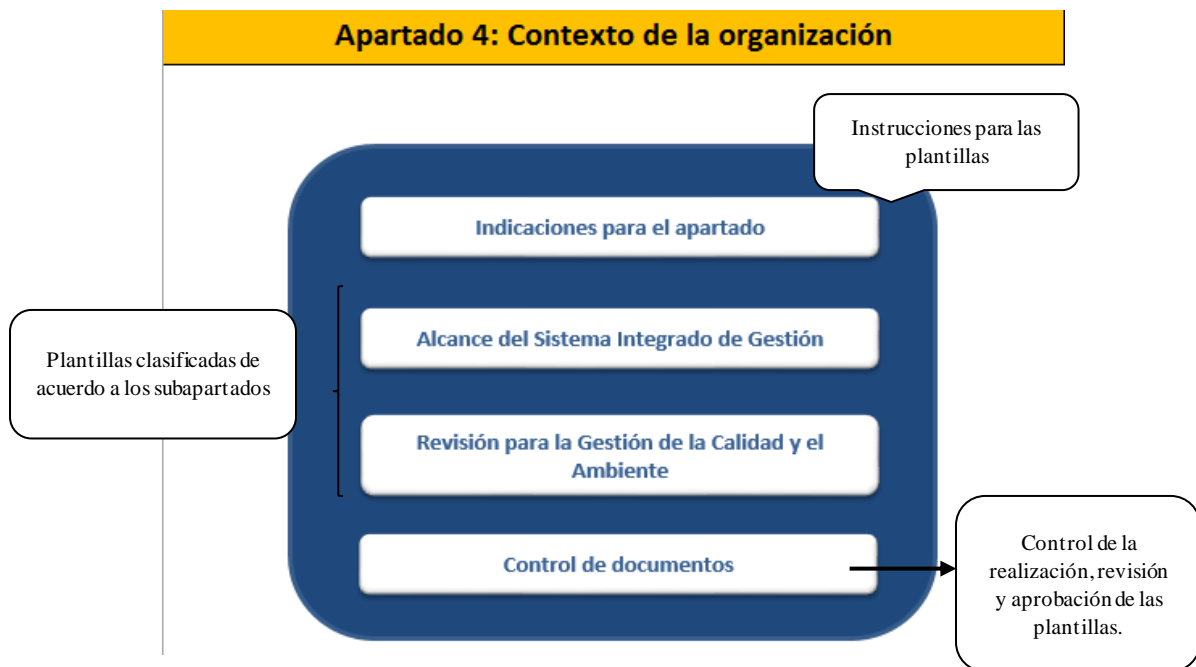 Apartado 4: Contexto de la organización
Instrucciones para las
plantillas
Indicaciones para el apartado
Alcance del Sistema Integrado de Gestión
Plantillas clasificadas de
acuerdo a los subapartados
Revisión para la Gestión de la Calidad y el
Ambiente
Control de documentos
Control de la
realización, revisión
y aprobación de las
plantillas.